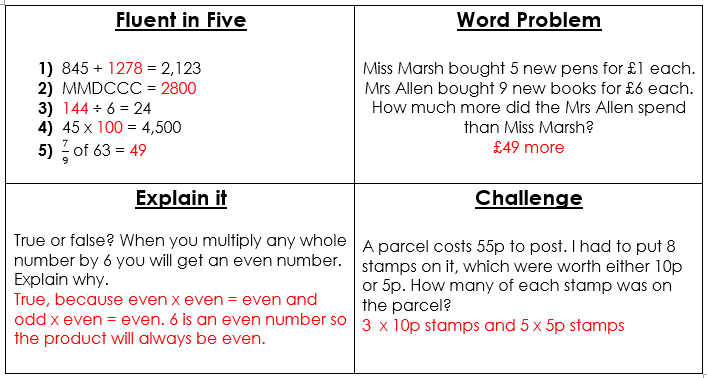 Fluent in Five
1) 845 + 1278 = 2,123
2) MMDCCC = 2800
3) 144 ÷ 6 = 24
4) 45 x 100 = 4,500
5) 7/9 of 63 = 49
Word Problem
Miss Marsh bought 5 new pens for £1 each.
Mrs Allen bought 9 new books for £6 each.
How much more did the Mrs Allen spend
than Miss Marsh?
£49 more
Explain it
True or false? When you multiply any whole
number by 6 you will get an even number.
Explain why.
True, because even x even = even and
odd x even = even. 6 is an even number so
the product will always be even.
Challenge
A parcel costs 55p to post. I had to put 8
stamps on it, which were worth either 10p
or 5p. How many of each stamp was on
the parcel?
3 x 10p stamps and 5 x 5p stamps